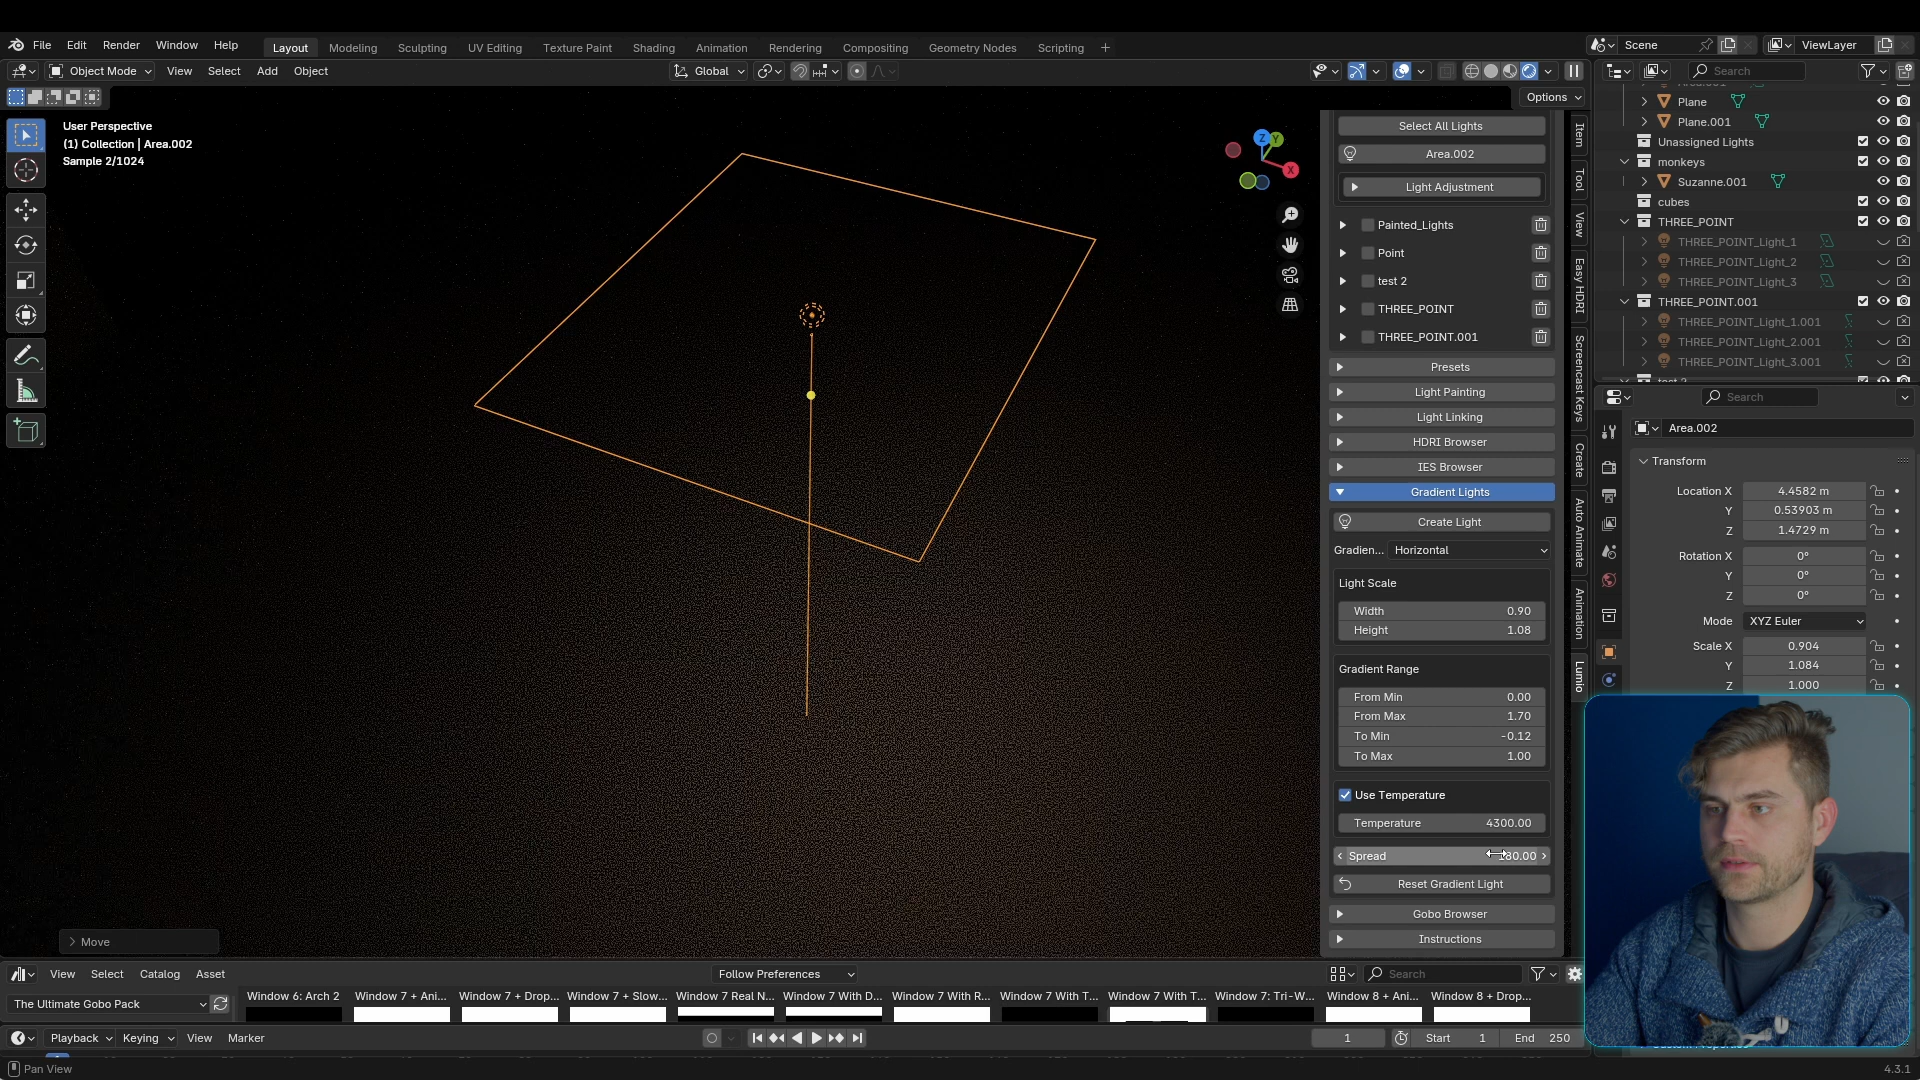 File Edit Render Window Help
Layout Modeling Sculpting UV Editing Texture Paint Shading Animation Rendering Compositing Geometry Nodes Scripting +
Scene
ViewLayer
Object Mode View Select Add Object
Global
Search
Options
User Perspective
(1) Collection | Area.002
Sample 2/1024
Z
Y
X
Move
Select All Lights
Area.002
Light Adjustment
Painted_Lights
Point
test 2
THREE_POINT
THREE_POINT.001
Presets
Light Painting
Light Linking
HDRI Browser
IES Browser
Gradient Lights
Create Light
Gradien... Horizontal
Light Scale
Width 0.90
Height 1.08
Gradient Range
From Min 0.00
From Max 1.70
To Min -0.12
To Max 1.00
Use Temperature
Temperature 4300.00
Spread
Reset Gradient Light
Gobo Browser
Instructions
Item
Tool
View
Easy HDRI
Screencast Keys
Create
Auto Animate
Animation
Lumio
Plane
Plane.001
Unassigned Lights
monkeys
Suzanne.001
cubes
THREE_POINT
THREE_POINT_Light_1
THREE_POINT_Light_2
THREE_POINT_Light_3
THREE_POINT.001
THREE_POINT_Light_1.001
THREE_POINT_Light_2.001
THREE_POINT_Light_3.001
Search
Area.002
Transform
Location X 4.4582 m
Y 0.53903 m
Z 1.4729 m
Rotation X 0°
Y 0°
Z 0°
Mode XYZ Euler
Scale X 0.904
Y 1.084
Z 1.000
View Select Catalog Asset
Follow Preferences
Search
The Ultimate Gobo Pack
Window 6: Arch 2 Window 7 + Ani... Window 7 + Drop... Window 7 + Slow... Window 7 Real N... Window 7 With D... Window 7 With R... Window 7 With T... Window 7 With T... Window 7: Tri-W... Window 8 + Ani... Window 8 + Drop...
Playback Keying View Marker
1
Start 1
End 250
Pan View
4.3.1